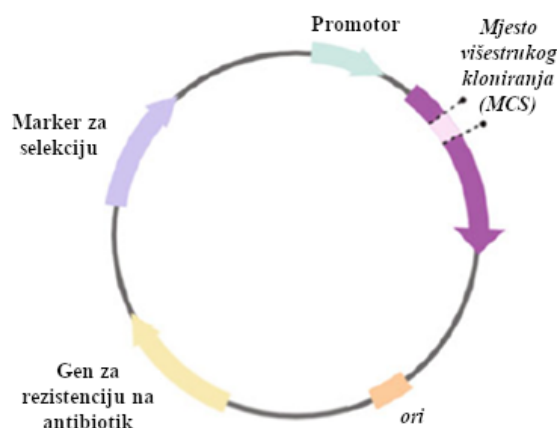 Promotor
Mjesto
višestrukog
kloniranja
(MCS)
Marker za
selekciju
Gen za
rezistenciju na
antibiotik
ori